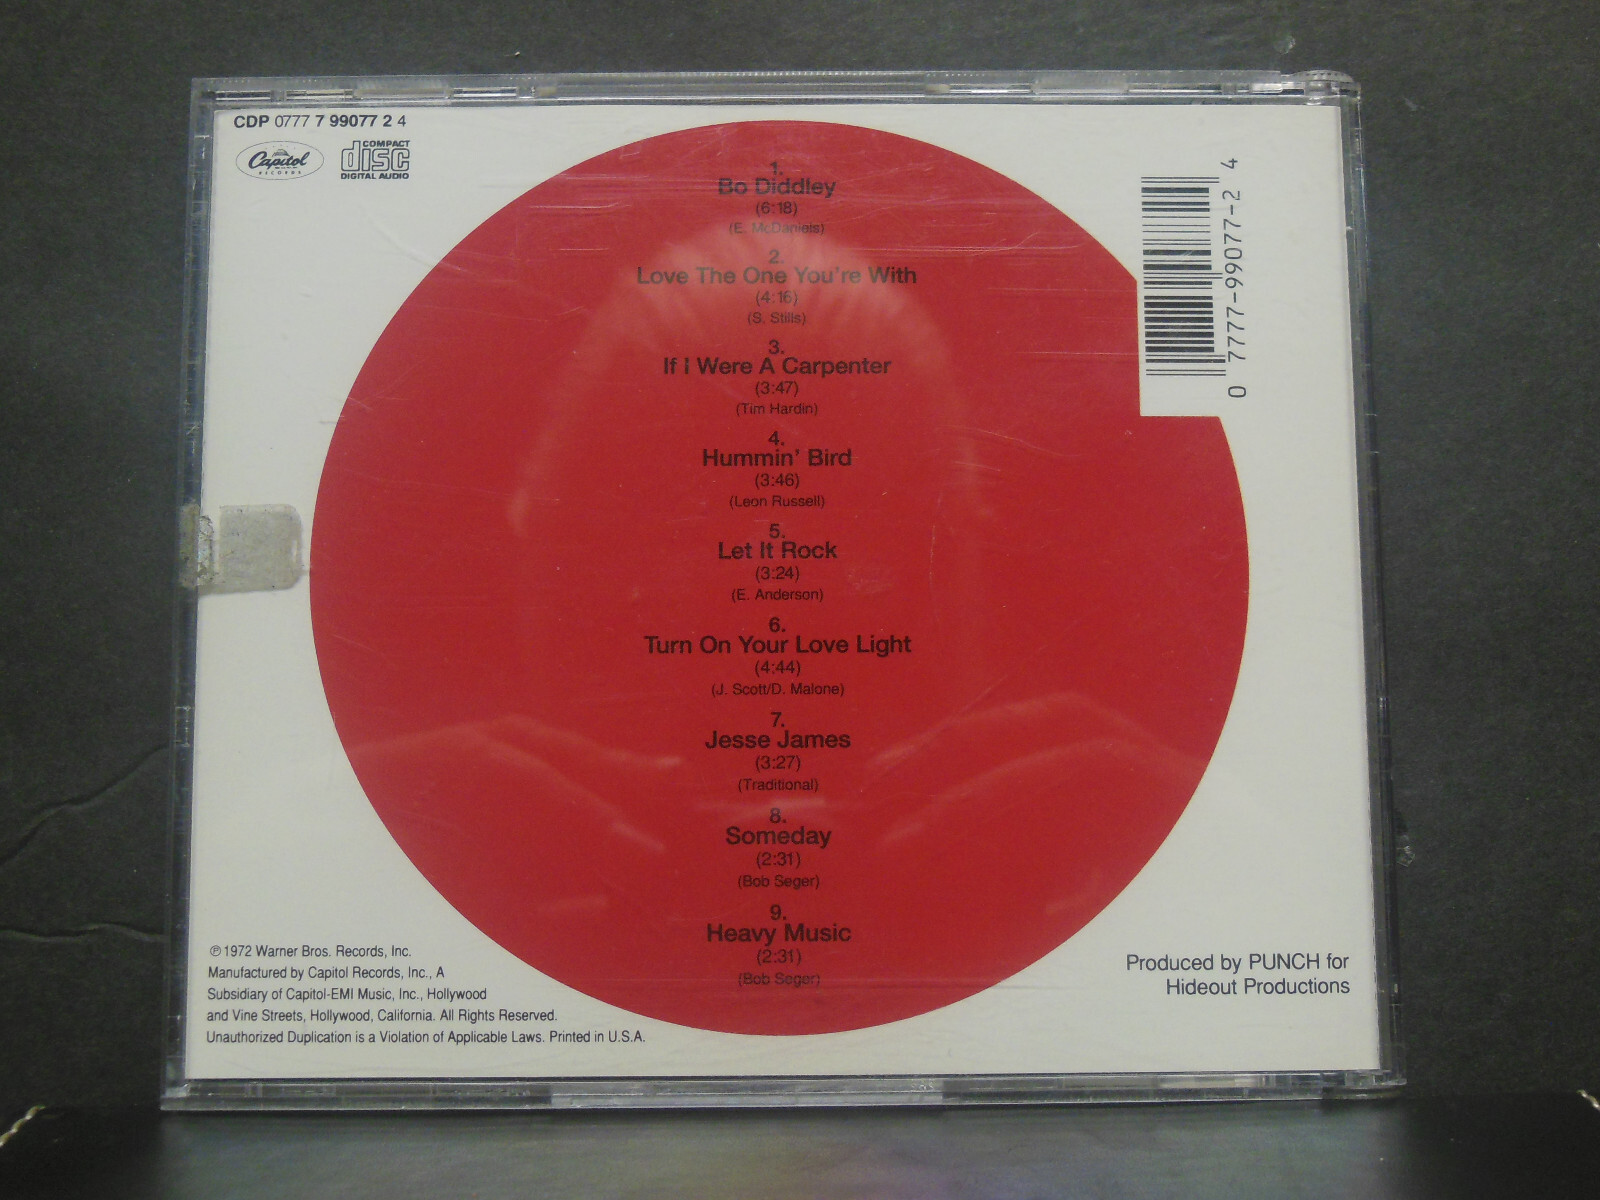 CDP 0777 7 99077 2 4
Capitol
RECORDS
COMPACT
disc
DIGITAL AUDIO
1.
Bo Diddley
(6:18)
(E. McDaniels)
2.
Love The One You're With
(4:16)
(S. Stills)
3.
If I Were A Carpenter
(3:47)
(Tim Hardin)
4.
Hummin' Bird
(3:46)
(Leon Russell)
5.
Let It Rock
(3:24)
(E. Anderson)
6.
Turn On Your Love Light
(4:44)
(J. Scott/D. Malone)
7.
Jesse James
(3:27)
(Traditional)
8.
Someday
(2:31)
(Bob Seger)
9.
Heavy Music
(2:31)
(Bob Seger)
0 7777-99077-2 4
℗ 1972 Warner Bros. Records, Inc.
Manufactured by Capitol Records, Inc., A
Subsidiary of Capitol-EMI Music, Inc., Hollywood
and Vine Streets, Hollywood, California. All Rights Reserved.
Unauthorized Duplication is a Violation of Applicable Laws. Printed in U.S.A.
Produced by PUNCH for
Hideout Productions